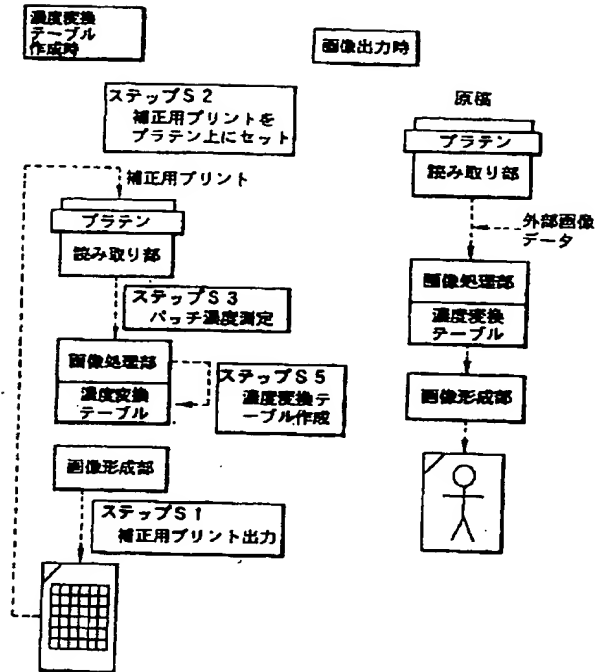 濃度変換
テーブル
作成時
画像出力時
ステップS2
補正用プリントを
プラテン上にセット
補正用プリント
プラテン
読み取り部
ステップS3
パッチ濃度測定
画像処理部
濃度変換
テーブル
ステップS5
濃度変換テ
ーブル作成
画像形成部
ステップS1
補正用プリント出力
原稿
プラテン
読み取り部
外部画像
データ
画像処理部
濃度変換
テーブル
画像形成部